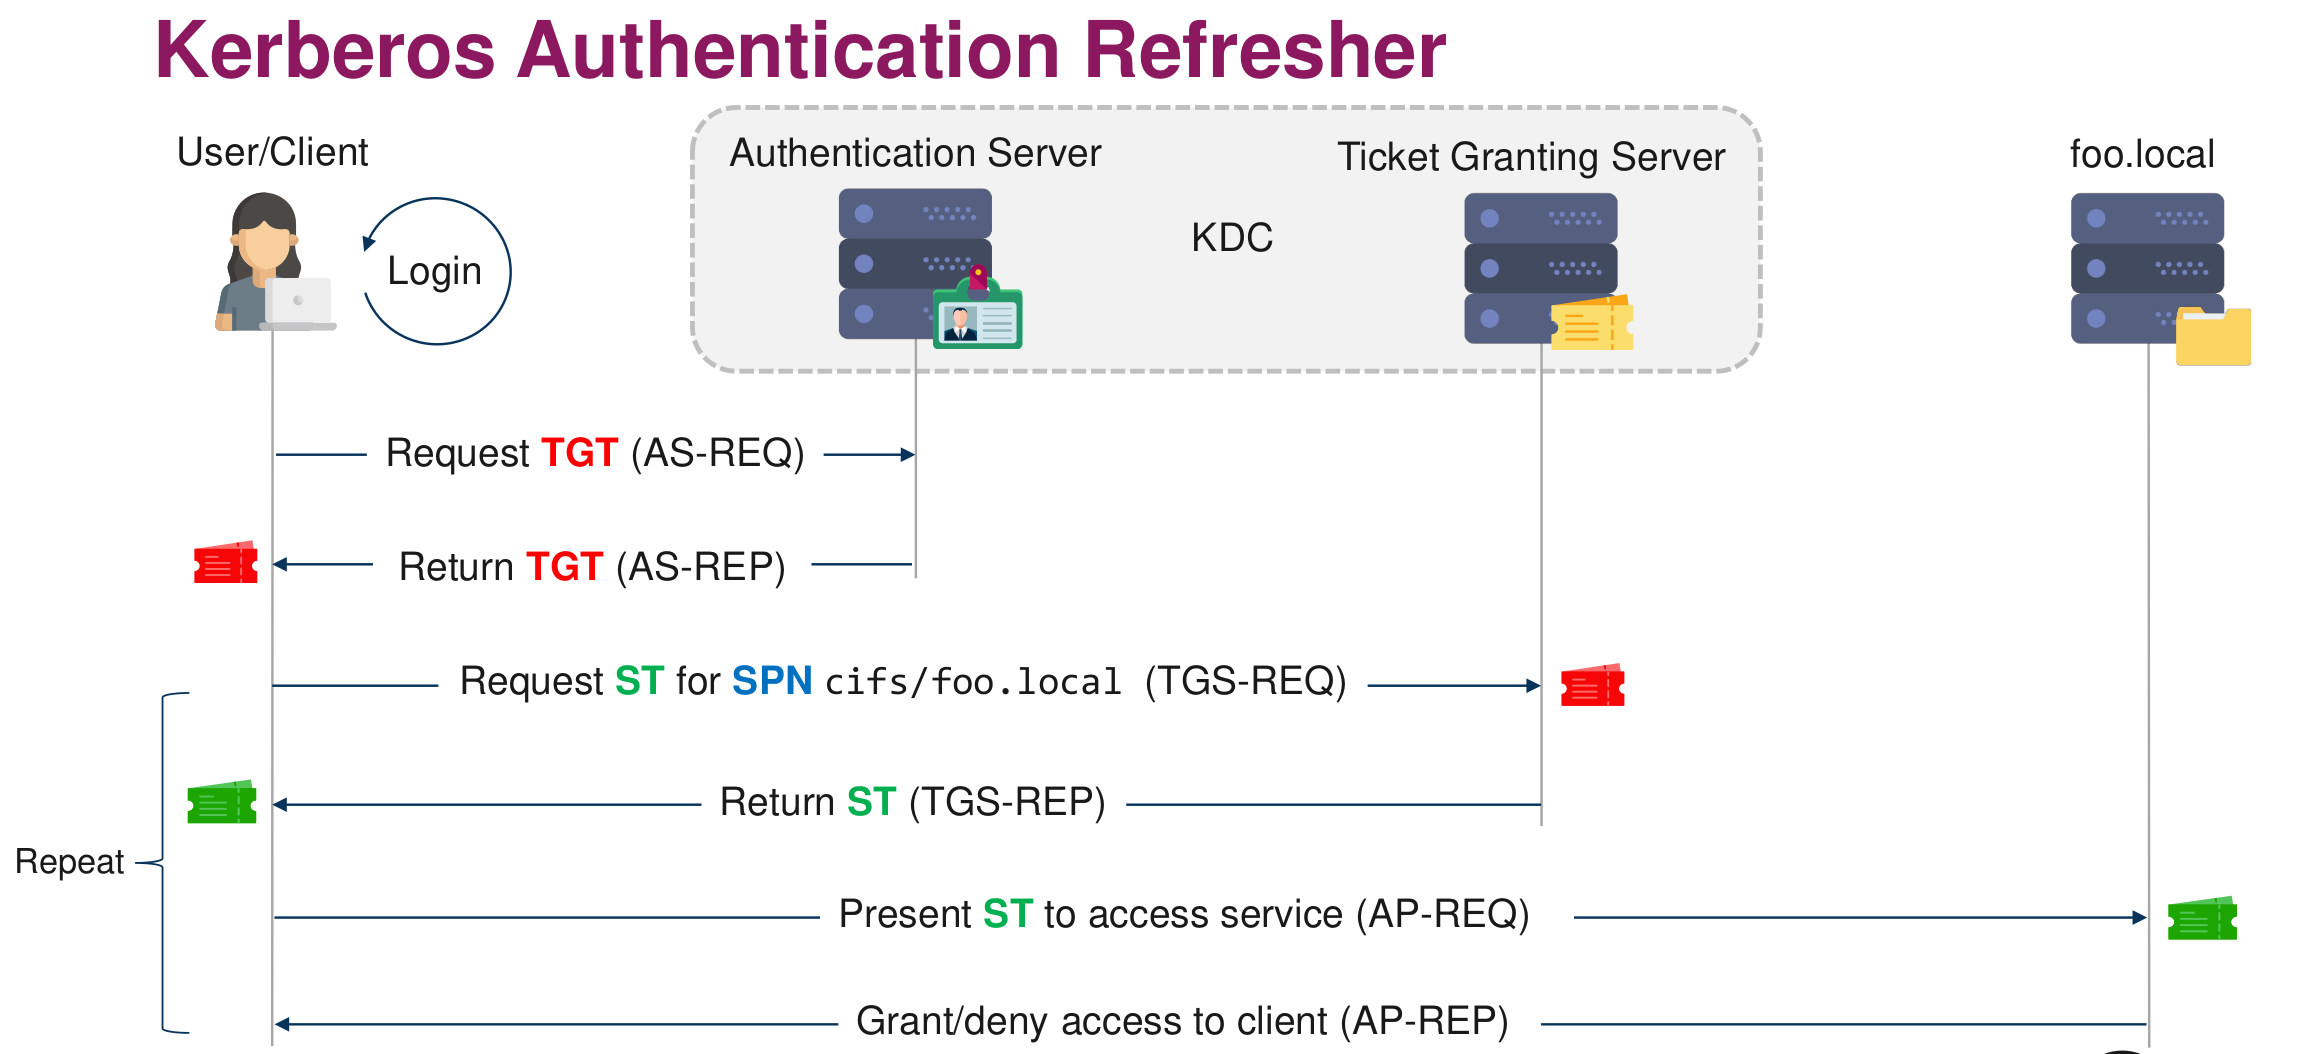 Kerberos Authentication Refresher
User/Client
Authentication Server
Ticket Granting Server
foo.local
KDC
Login
Request TGT (AS-REQ)
Return TGT (AS-REP)
Request ST for SPN cifs/foo.local (TGS-REQ)
Return ST (TGS-REP)
Repeat
Present ST to access service (AP-REQ)
Grant/deny access to client (AP-REP)